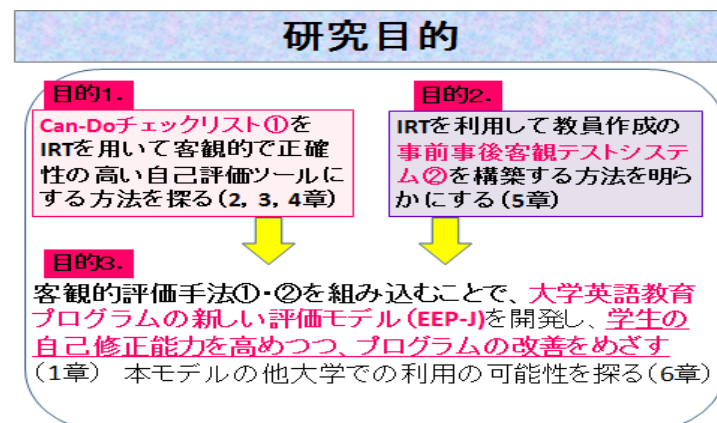 研究目的
目的1.
Can-Doチェックリスト①を
IRTを用いて客観的で正確
性の高い自己評価ツールに
する方法を探る(2, 3, 4章)
目的2.
IRTを利用して教員作成の
事前事後客観テストシステ
ム②を構築する方法を明ら
かにする(5章)
目的3.
客観的評価手法①・②を組み込むことで、大学英語教育
プログラムの新しい評価モデル(EEP-J)を開発し、学生の
自己修正能力を高めつつ、プログラムの改善をめざす
(1章) 本モデルの他大学での利用の可能性を探る(6章)